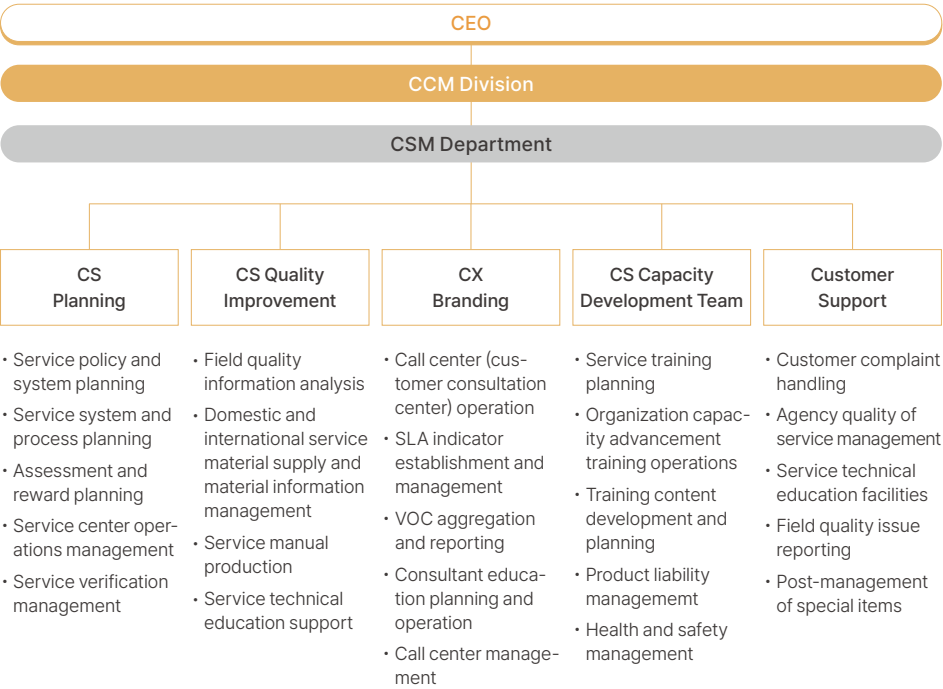 CEO
CCM Division
CSM Department
CS
Planning
• Service policy and
system planning
• Service system and
process planning
• Assessment and
reward planning
• Service center oper-
ations management
• Service verification
management
CS Quality
Improvement
• Field quality
information analysis
• Domestic and
international service
material supply and
material information
management
• Service manual
production
• Service technical
education support
CX
Branding
• Call center (cus-
tomer consultation
center) operation
• SLA indicator
establishment and
management
• VOC aggregation
and reporting
• Consultant educa-
tion planning and
operation
• Call center manage-
ment
CS Capacity
Development Team
• Service training
planning
• Organization capac-
ity advancement
training operations
• Training content
development and
planning
• Product liability
managememt
• Health and safety
management
Customer
Support
• Customer complaint
handling
• Agency quality of
service management
• Service technical
education facilities
• Field quality issue
reporting
• Post-management
of special items